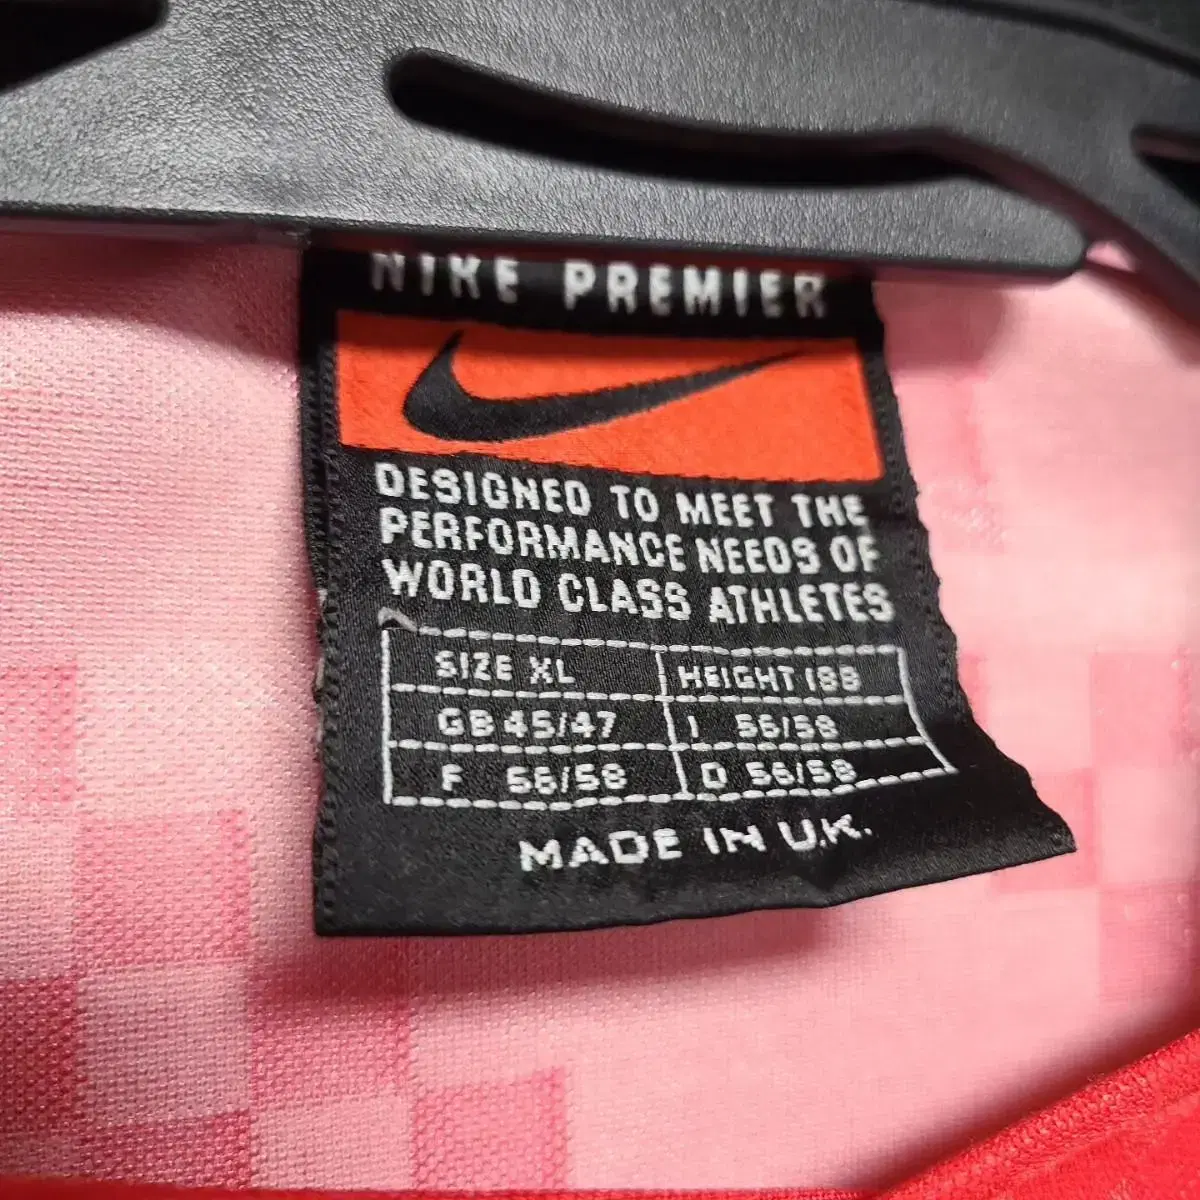 NIKE PREMIER
DESIGNED TO MEET THE
PERFORMANCE NEEDS OF
WORLD CLASS ATHLETES
SIZE XL HEIGHT 188
GB 45/47 I 56/58
F 56/58 D 56/58
MADE IN U.K.